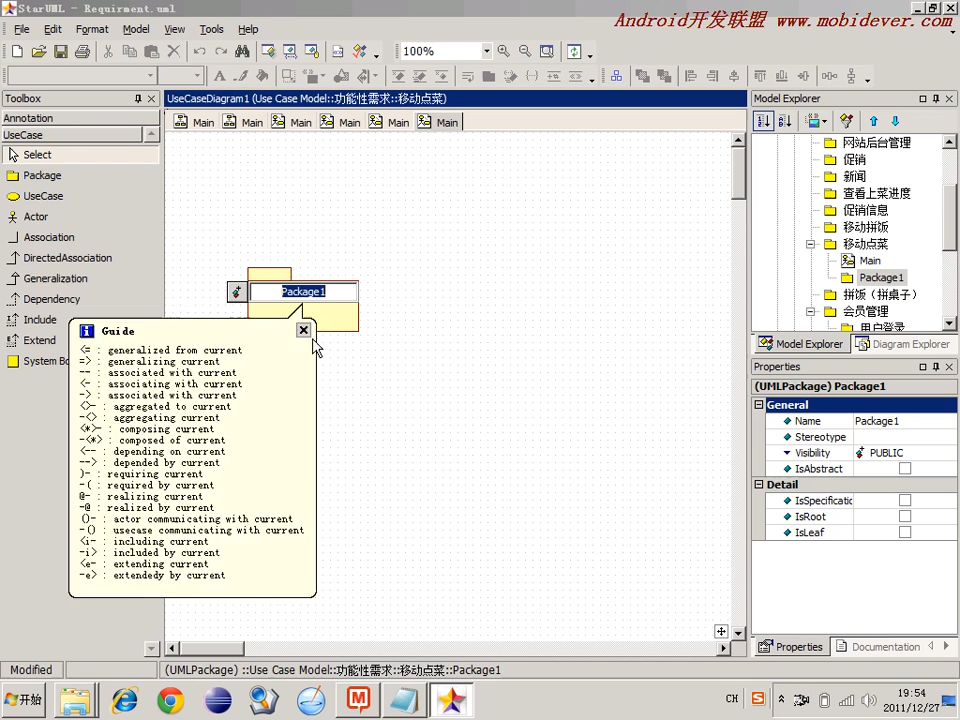 StarUML - Requirment.uml
Android开发联盟 www.mobidever.com
File Edit Format Model View Tools Help
100%
Toolbox
UseCaseDiagram1 (Use Case Model::功能性需求::移动点菜)
Model Explorer
Annotation
UseCase
Main Main Main Main Main Main
Select
Package
UseCase
Actor
Association
DirectedAssociation
Generalization
Dependency
Include
Extend
System Bo
Package1
Guide
<= : generalized from current
=> : generalizing current
-- : associated with current
<- : associating with current
-> : associated with current
<>- : aggregated to current
-<> : aggregating current
<*>- : composing current
-<*> : composed of current
<-- : depending on current
--> : depended by current
)- : requiring current
-( : required by current
@- : realizing current
-@ : realized by current
()- : actor communicating with current
-() : usecase communicating with current
<i- : including current
-i> : included by current
<e- : extending current
-e> : extendedy by current
网站后台管理
促销
新闻
查看上菜进度
促销信息
移动拼饭
移动点菜
Main
Package1
拼饭（拼桌子）
会员管理
用户登录
Model Explorer Diagram Explorer
Properties
(UMLPackage) Package1
General
Name Package1
Stereotype
Visibility PUBLIC
IsAbstract
Detail
IsSpecificatic
IsRoot
IsLeaf
Properties Documentation
Modified
(UMLPackage) ::Use Case Model::功能性需求::移动点菜::Package1
开始
CH
19:54
2011/12/27